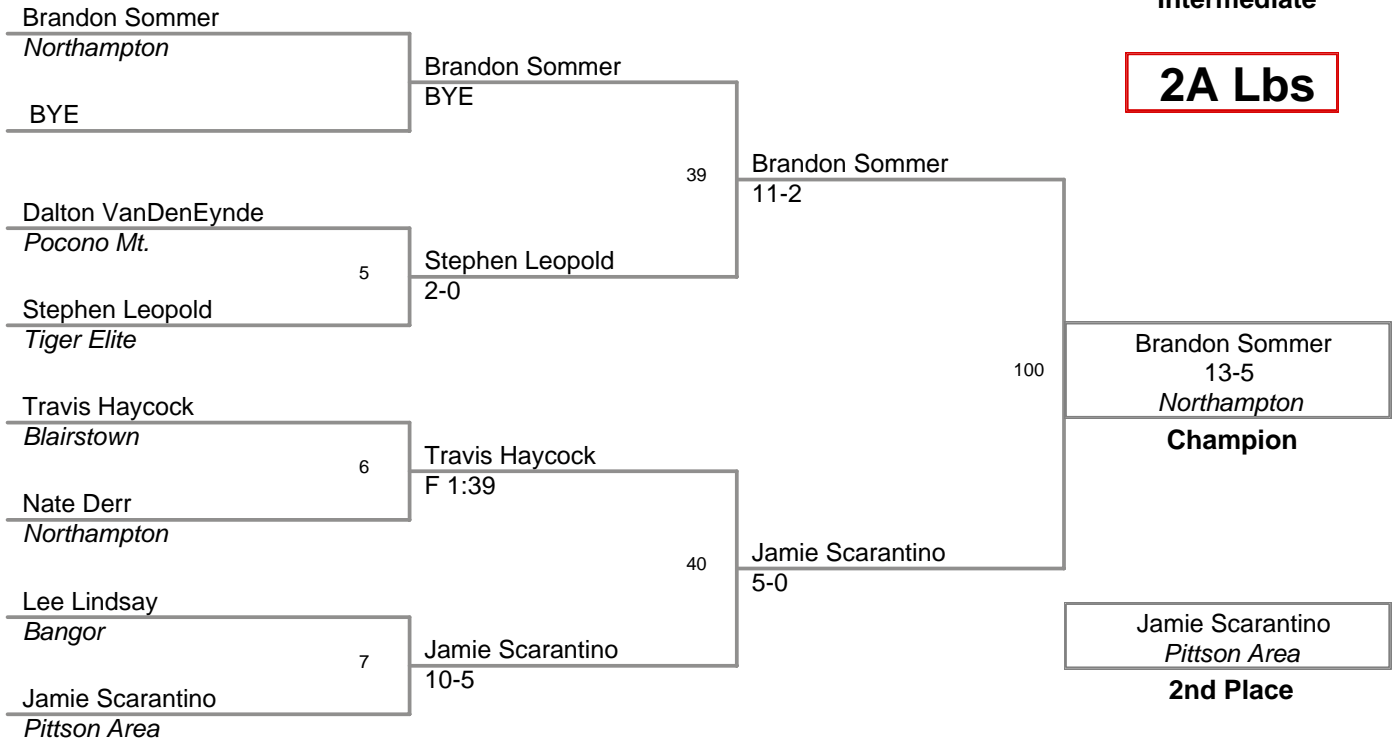 Intermediate
2A Lbs
Brandon Sommer
Northampton
BYE
Dalton VanDenEynde
Pocono Mt.
5
Stephen Leopold
Tiger Elite
Travis Haycock
Blairstown
6
Nate Derr
Northampton
Lee Lindsay
Bangor
7
Jamie Scarantino
Pittson Area
Brandon Sommer
BYE
39
Stephen Leopold
2-0
Travis Haycock
F 1:39
40
Jamie Scarantino
10-5
Brandon Sommer
11-2
100
Jamie Scarantino
5-0
Brandon Sommer
13-5
Northampton
Champion
Jamie Scarantino
Pittson Area
2nd Place